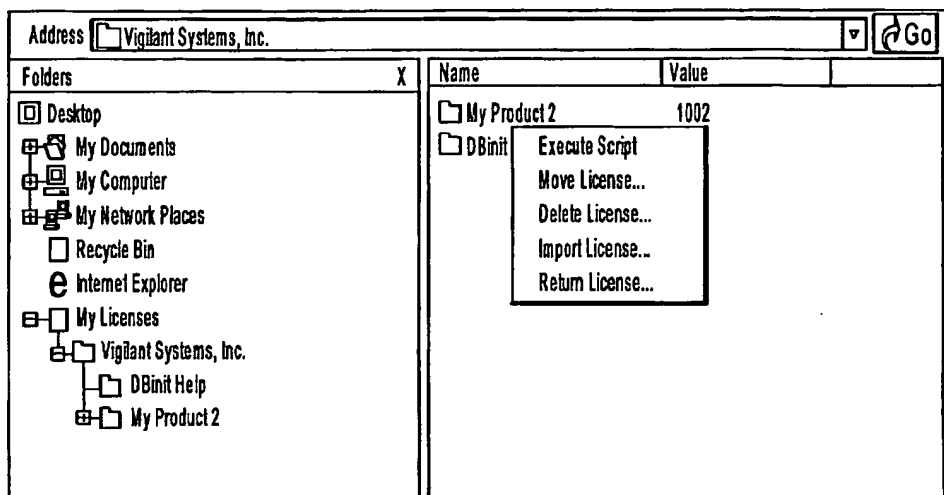 Address Vigilant Systems, Inc. Go
Folders X
Desktop
My Documents
My Computer
My Network Places
Recycle Bin
e Internet Explorer
My Licenses
Vigilant Systems, Inc.
DBinit Help
My Product 2
Name Value
My Product 2 1002
DBinit
Execute Script
Move License...
Delete License...
Import License...
Return License...